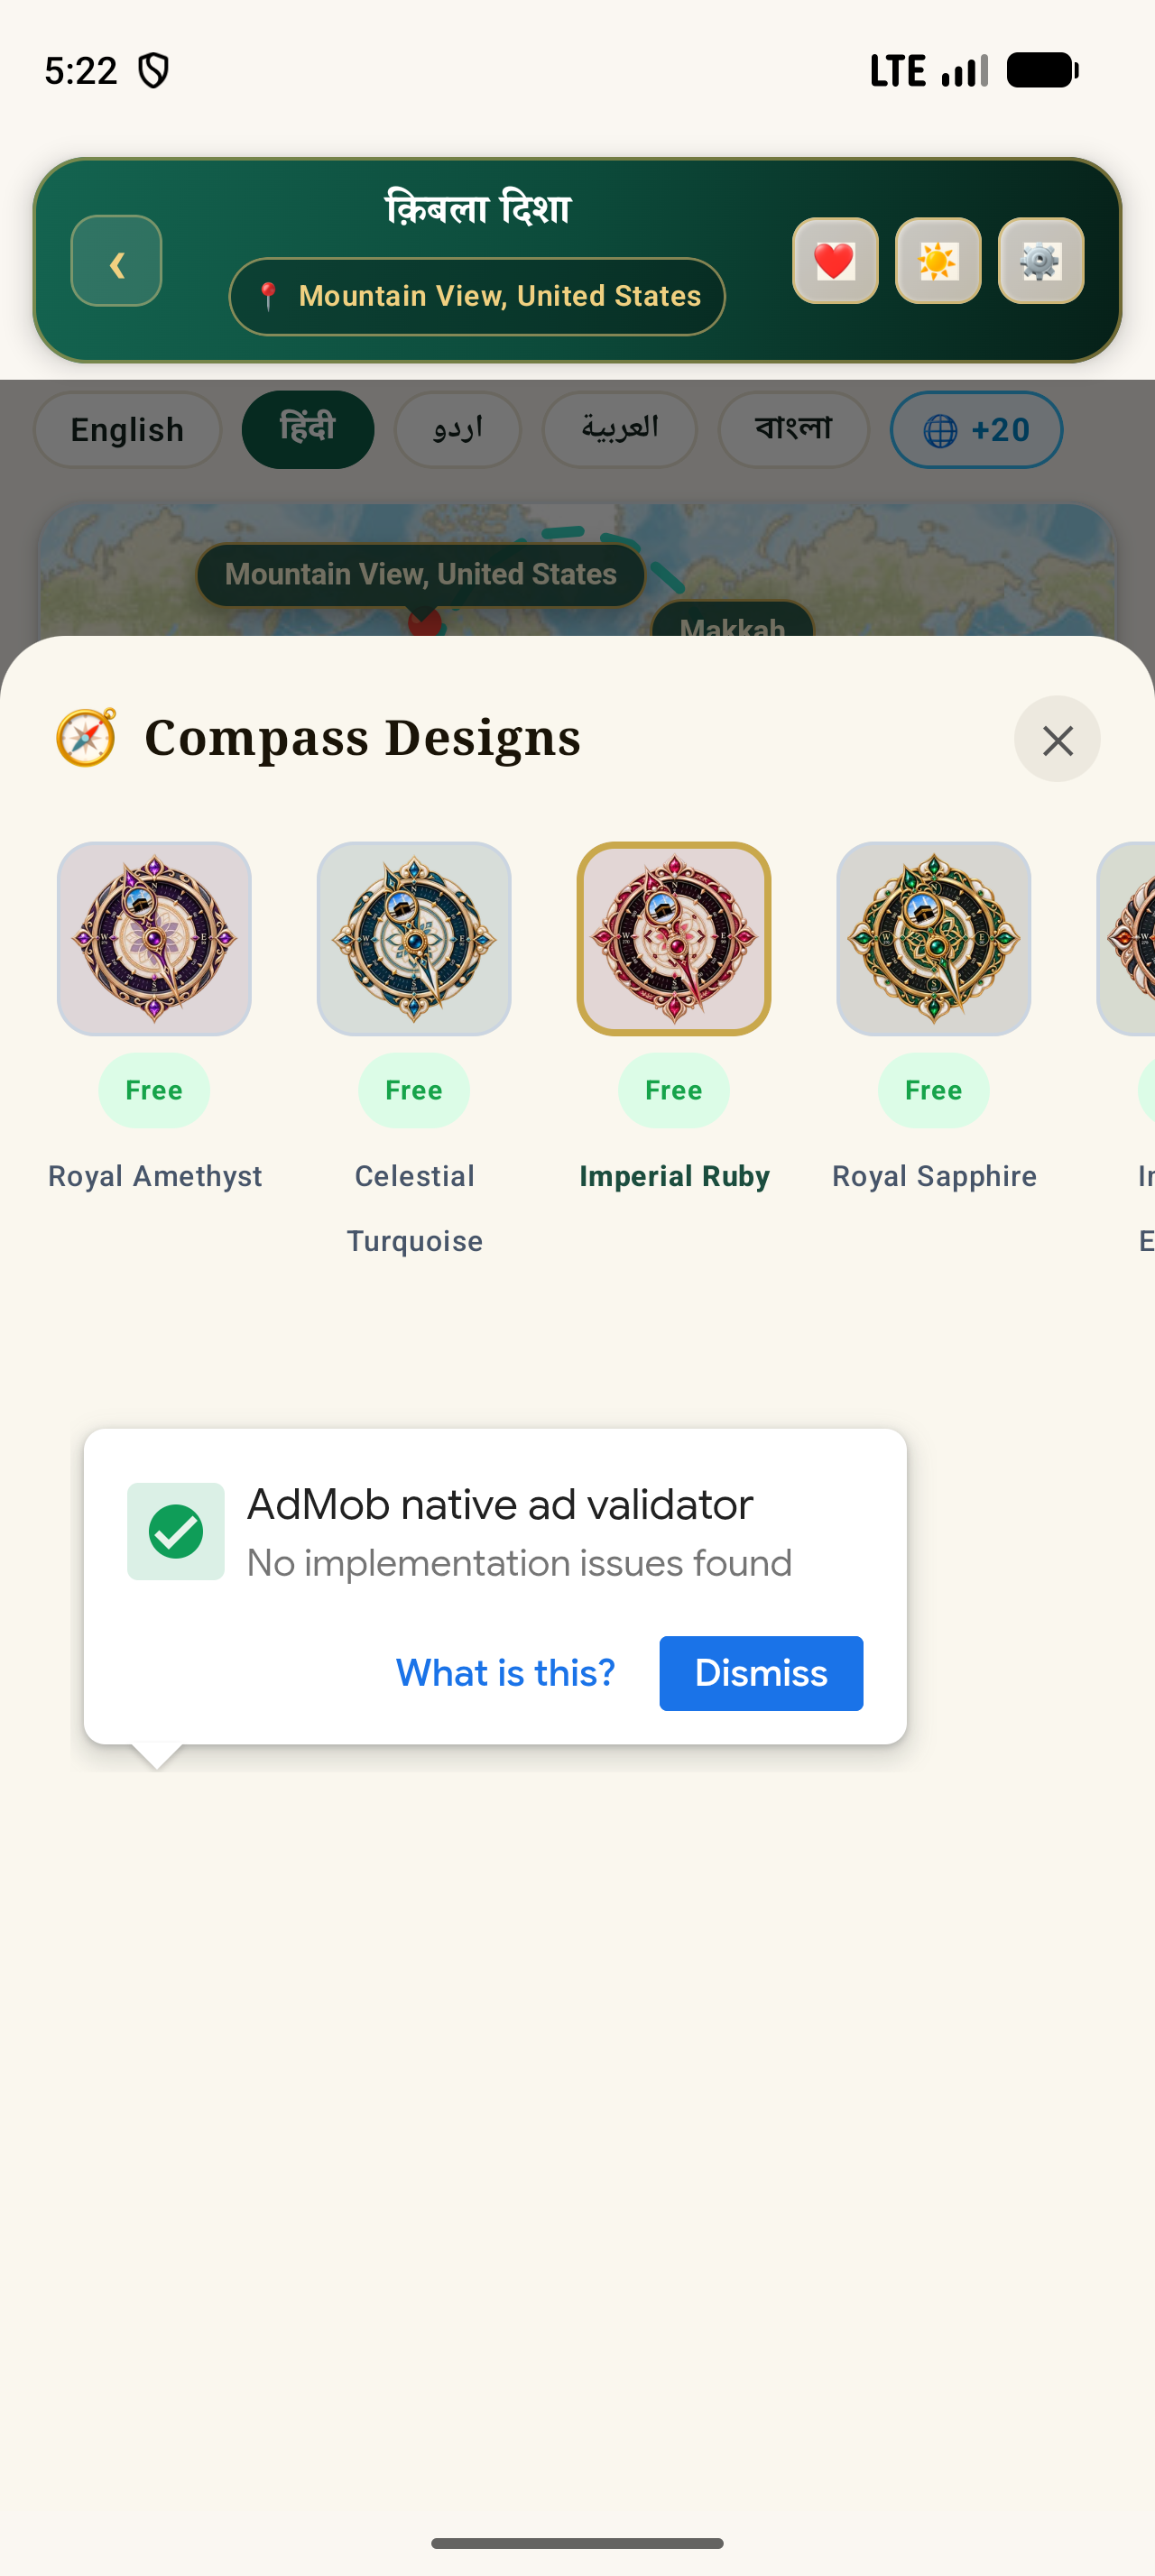 5:22
LTE
क़िबला दिशा
Mountain View, United States
English
हिंदी
اردو
العربية
বাংলা
+20
Mountain View, United States
Makkah
Compass Designs
Free
Free
Free
Free
Royal Amethyst
Celestial
Turquoise
Imperial Ruby
Royal Sapphire
AdMob native ad validator
No implementation issues found
What is this?
Dismiss